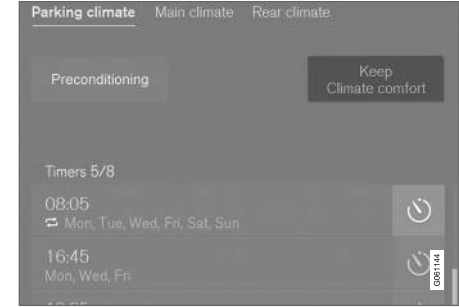 Parking climate Main climate Rear climate
Preconditioning
Keep
Climate comfort
Timers 5/8
08:05
Mon, Tue, Wed, Fri, Sat, Sun
16:45
Mon, Wed, Fri
G061144